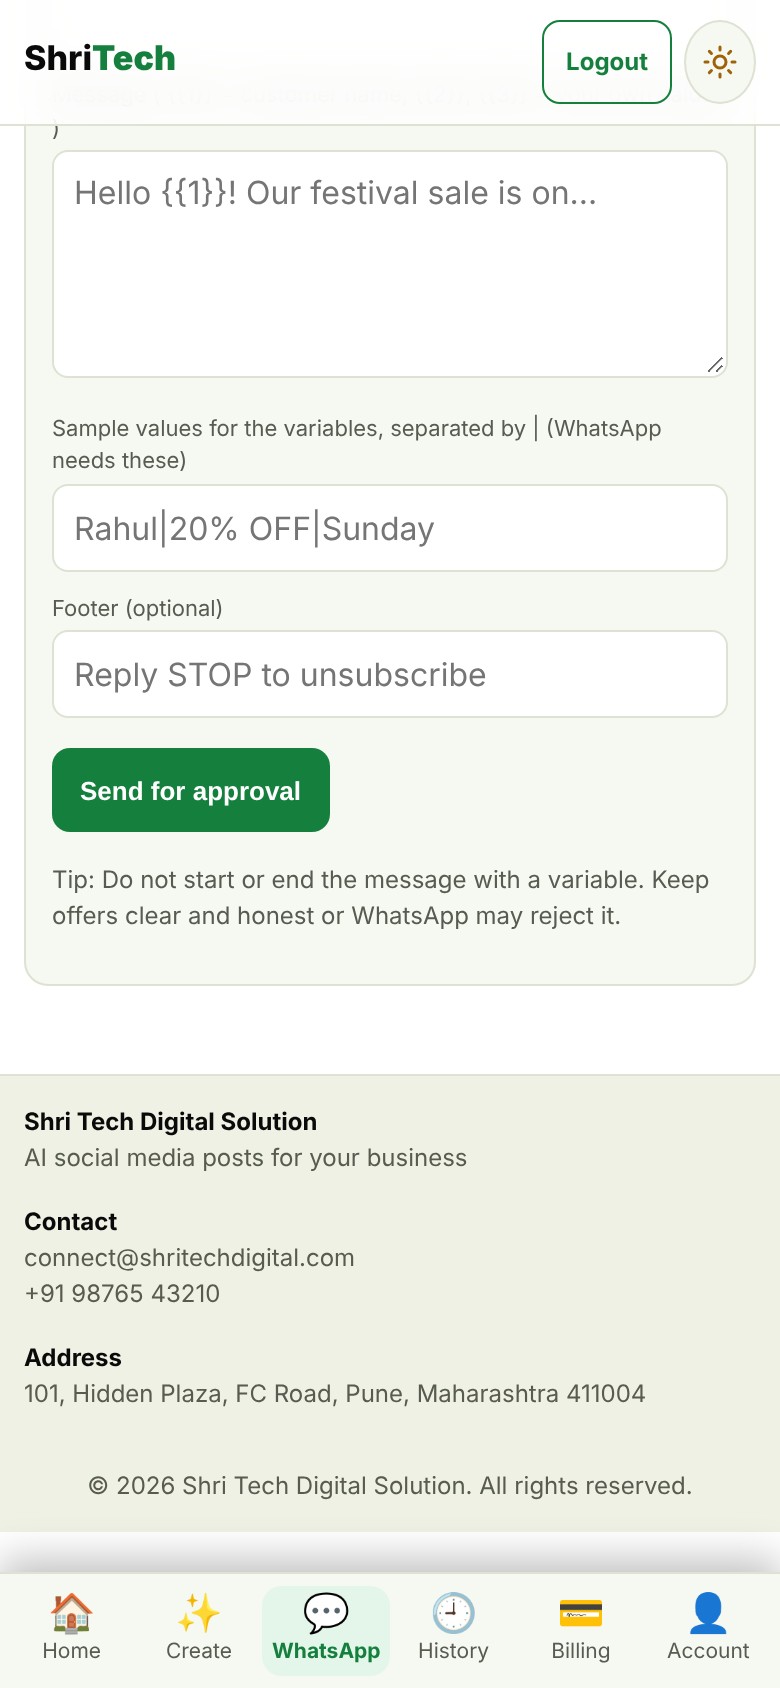 ShriTech
Logout
)
Hello {{1}}! Our festival sale is on...
Sample values for the variables, separated by | (WhatsApp
needs these)
Rahul|20% OFF|Sunday
Footer (optional)
Reply STOP to unsubscribe
Send for approval
Tip: Do not start or end the message with a variable. Keep
offers clear and honest or WhatsApp may reject it.
Shri Tech Digital Solution
AI social media posts for your business
Contact
connect@shritechdigital.com
+91 98765 43210
Address
101, Hidden Plaza, FC Road, Pune, Maharashtra 411004
© 2026 Shri Tech Digital Solution. All rights reserved.
Home
Create
WhatsApp
History
Billing
Account